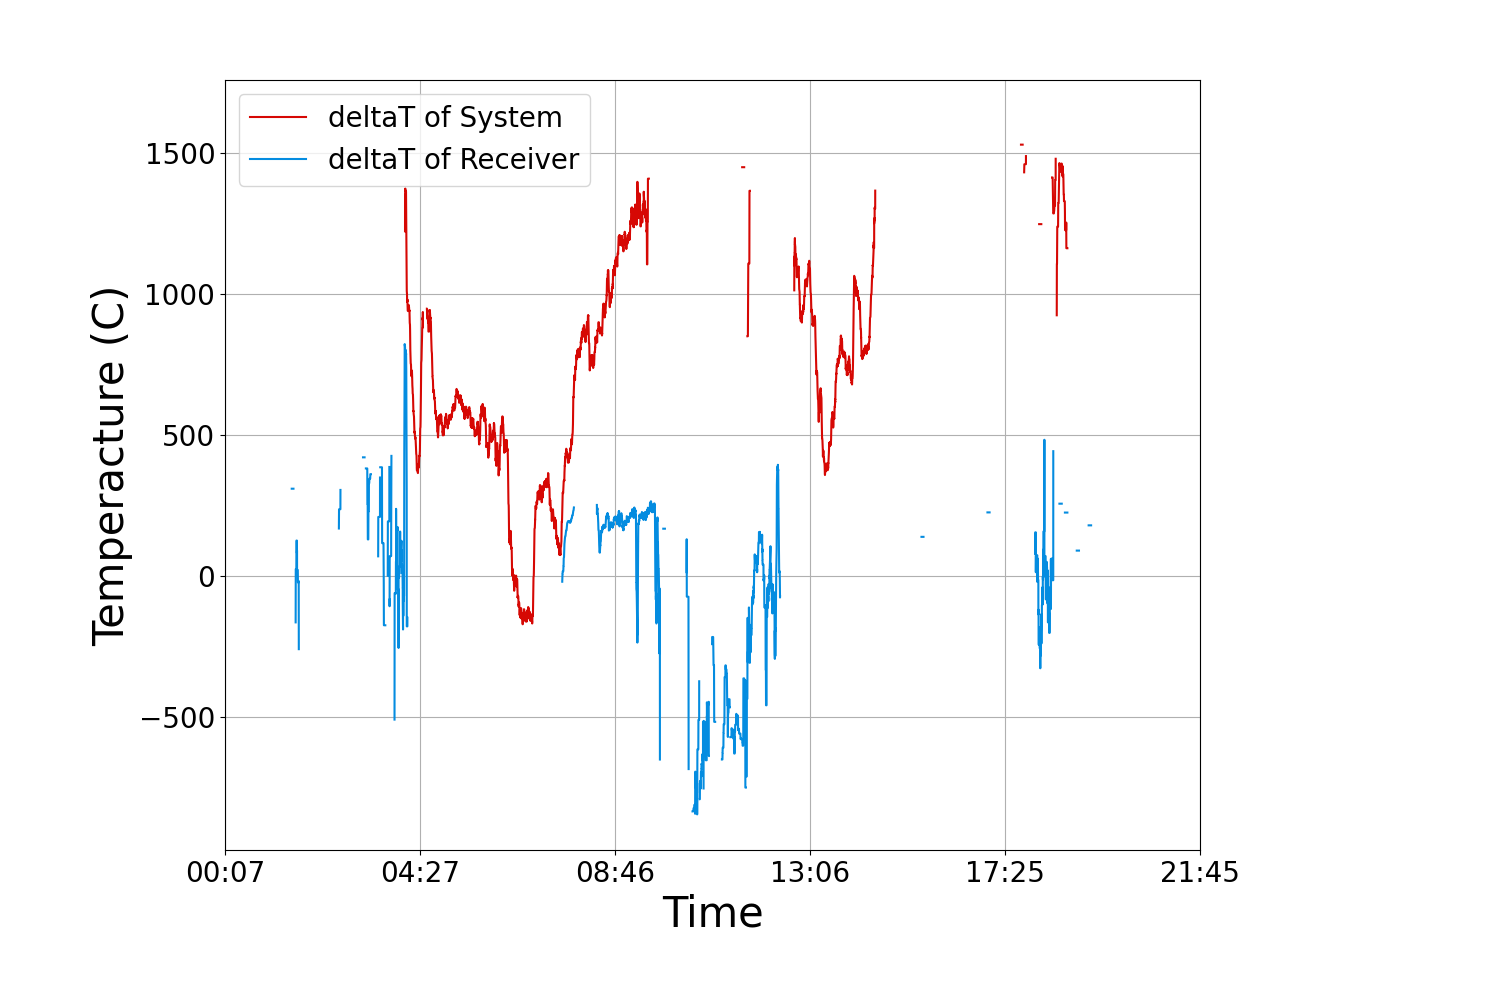 deltaT of System
deltaT of Receiver
1500
1000
500
0
−500
Temperacture (C)
00:07 04:27 08:46 13:06 17:25 21:45
Time